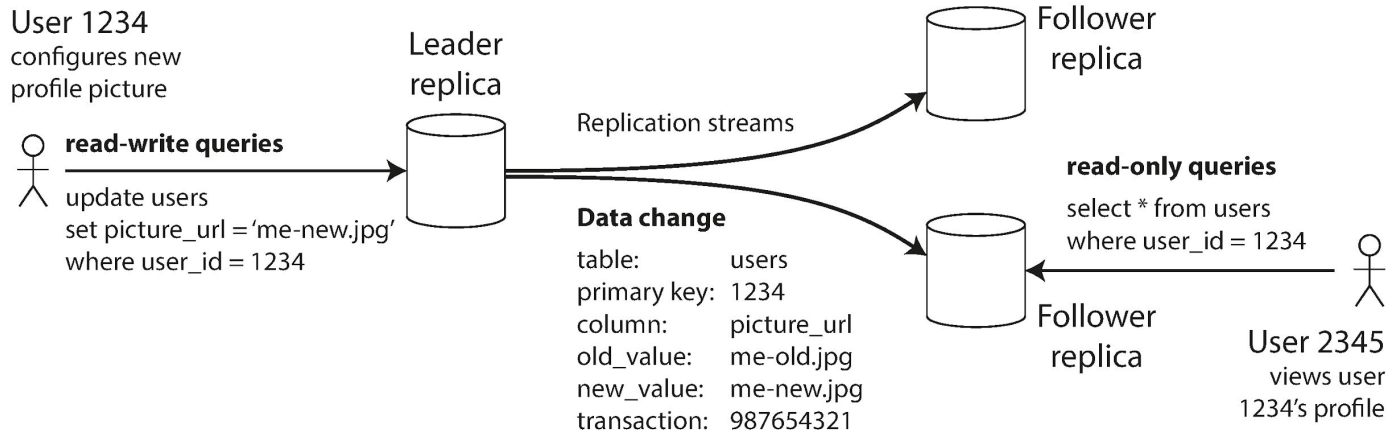 User 1234
configures new
profile picture
read-write queries
update users
set picture_url = ‘me-new.jpg’
where user_id = 1234
Leader
replica
Replication streams
Data change
table: users
primary key: 1234
column: picture_url
old_value: me-old.jpg
new_value: me-new.jpg
transaction: 987654321
Follower
replica
read-only queries
select * from users
where user_id = 1234
Follower
replica
User 2345
views user
1234’s profile